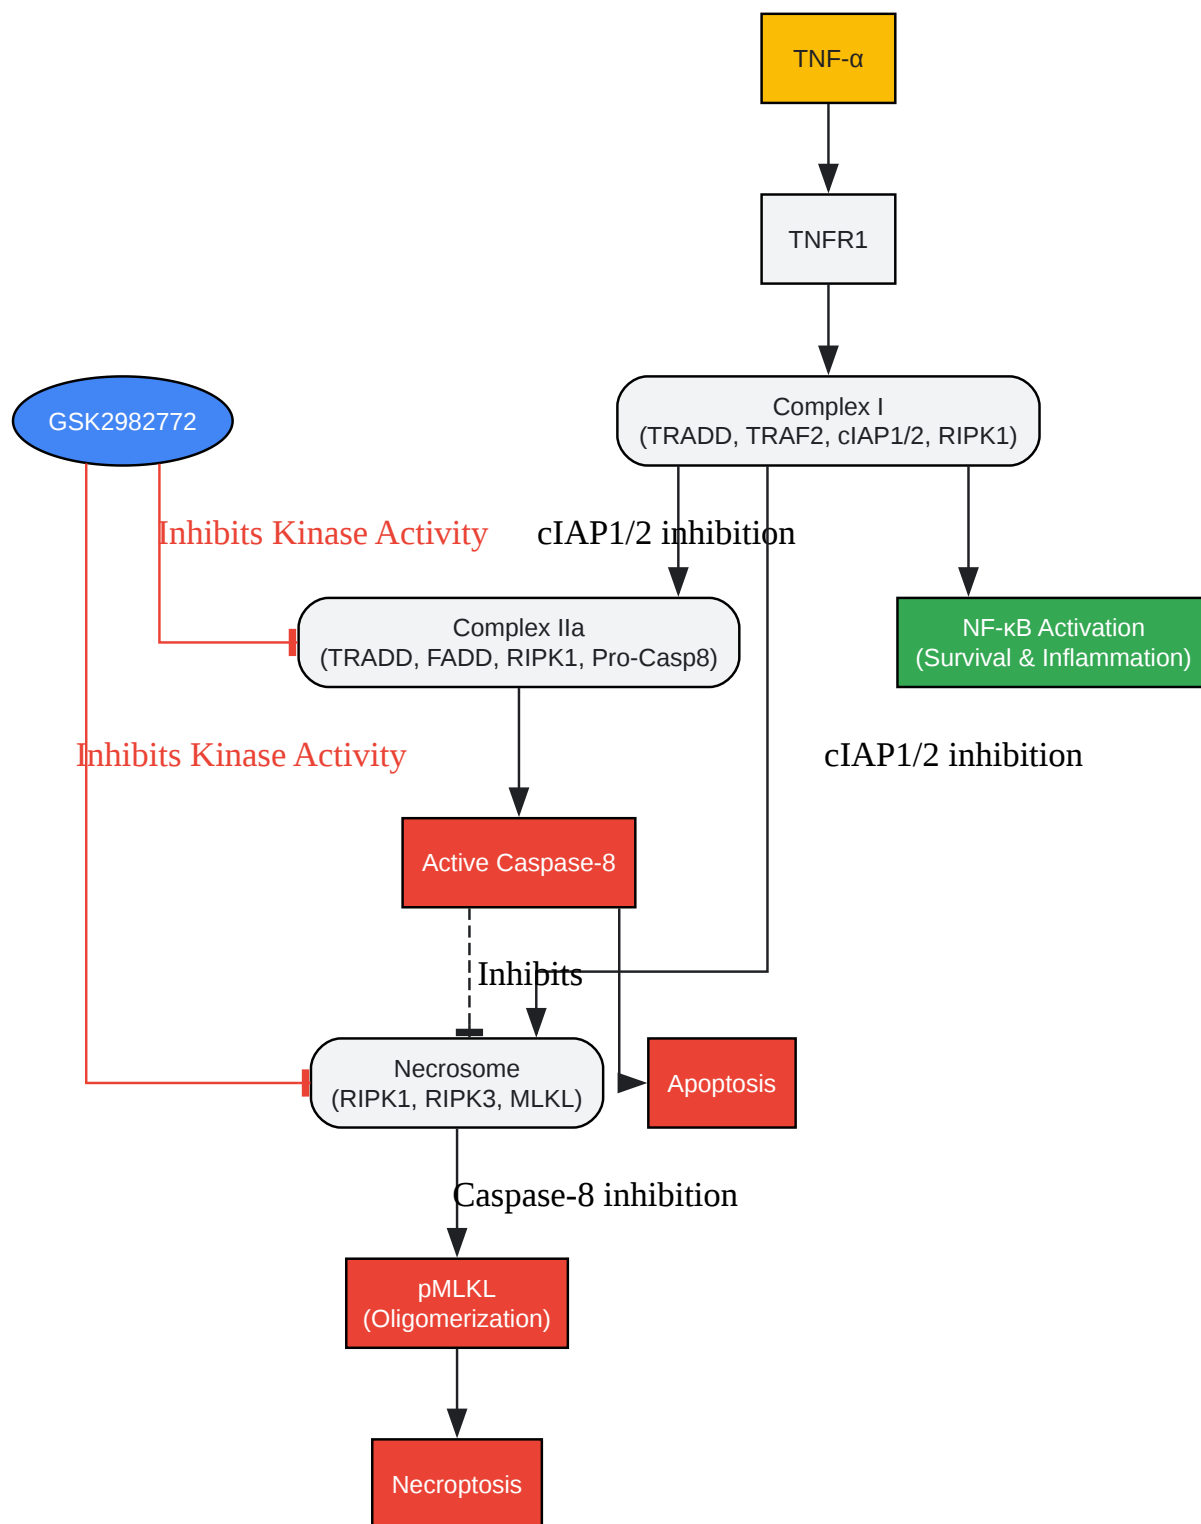 TNF-α
TNFR1
Complex I
(TRADD, TRAF2, cIAP1/2, RIPK1)
GSK2982772
Inhibits Kinase Activity
cIAP1/2 inhibition
Complex IIa
(TRADD, FADD, RIPK1, Pro-Casp8)
NF-κB Activation
(Survival & Inflammation)
Inhibits Kinase Activity
cIAP1/2 inhibition
Active Caspase-8
Inhibits
Necrosome
(RIPK1, RIPK3, MLKL)
Apoptosis
Caspase-8 inhibition
pMLKL
(Oligomerization)
Necroptosis